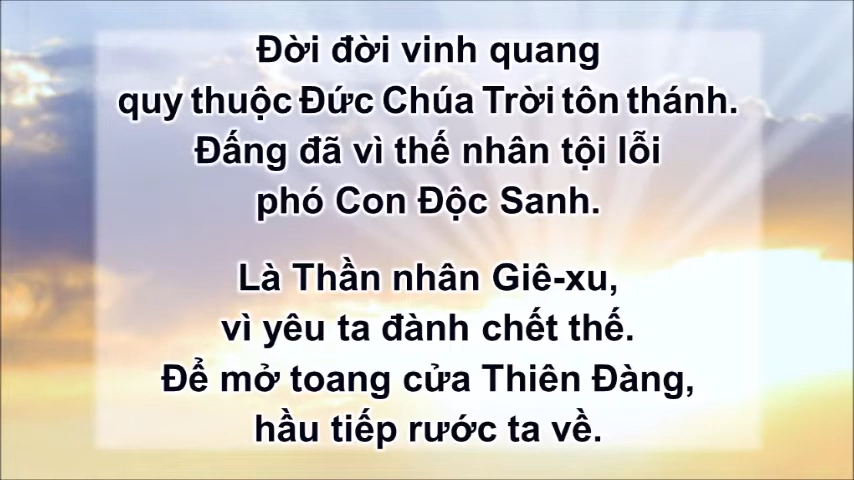 Đời đời vinh quang
quy thuộc Đức Chúa Trời tôn thánh.
Đấng đã vì thế nhân tội lỗi
phó Con Độc Sanh.
Là Thần nhân Giê-xu,
vì yêu ta đành chết thế.
Để mở toang cửa Thiên Đàng,
hầu tiếp rước ta về.